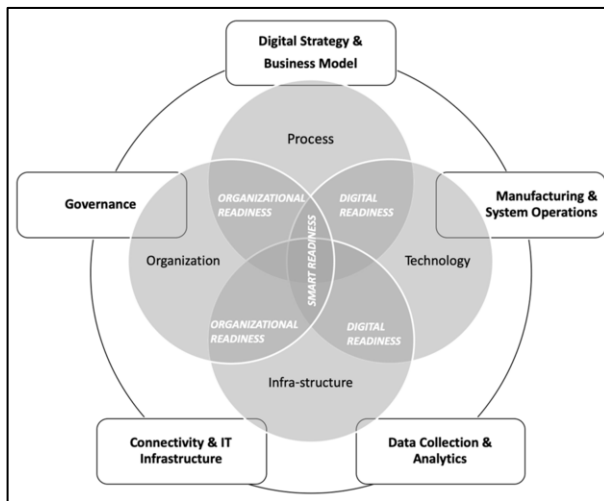 Digital Strategy &
Business Model
Process
Governance
ORGANIZATIONAL
READINESS
DIGITAL
READINESS
Manufacturing &
System Operations
Organization
SMART READINESS
Technology
ORGANIZATIONAL
READINESS
DIGITAL
READINESS
Infra-structure
Connectivity & IT
Infrastructure
Data Collection &
Analytics